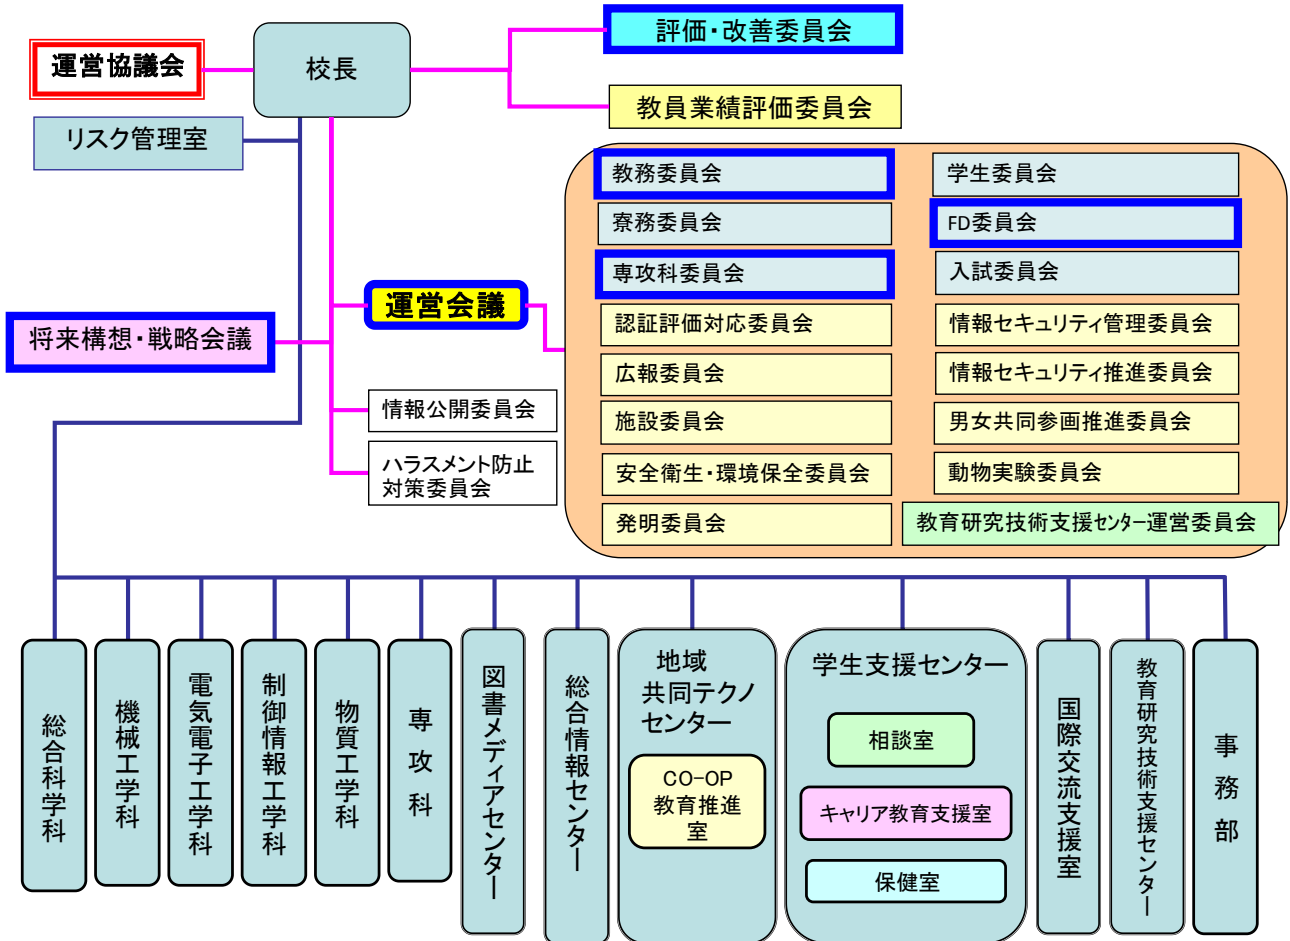 運営協議会
校長
評価・改善委員会
教員業績評価委員会
リスク管理室
教務委員会
学生委員会
寮務委員会
FD委員会
専攻科委員会
入試委員会
運営会議
認証評価対応委員会
情報セキュリティ管理委員会
将来構想・戦略会議
広報委員会
情報セキュリティ推進委員会
情報公開委員会
施設委員会
男女共同参画推進委員会
ハラスメント防止
対策委員会
安全衛生・環境保全委員会
動物実験委員会
発明委員会
教育研究技術支援センター運営委員会
総合科学科
機械工学科
電気電子工学科
制御情報工学科
物質工学科
専攻科
図書メディアセンター
総合情報センター
地域
共同テクノ
センター
CO-OP
教育推進
室
学生支援センター
相談室
キャリア教育支援室
保健室
国際交流支援室
教育研究技術支援センター
事務部